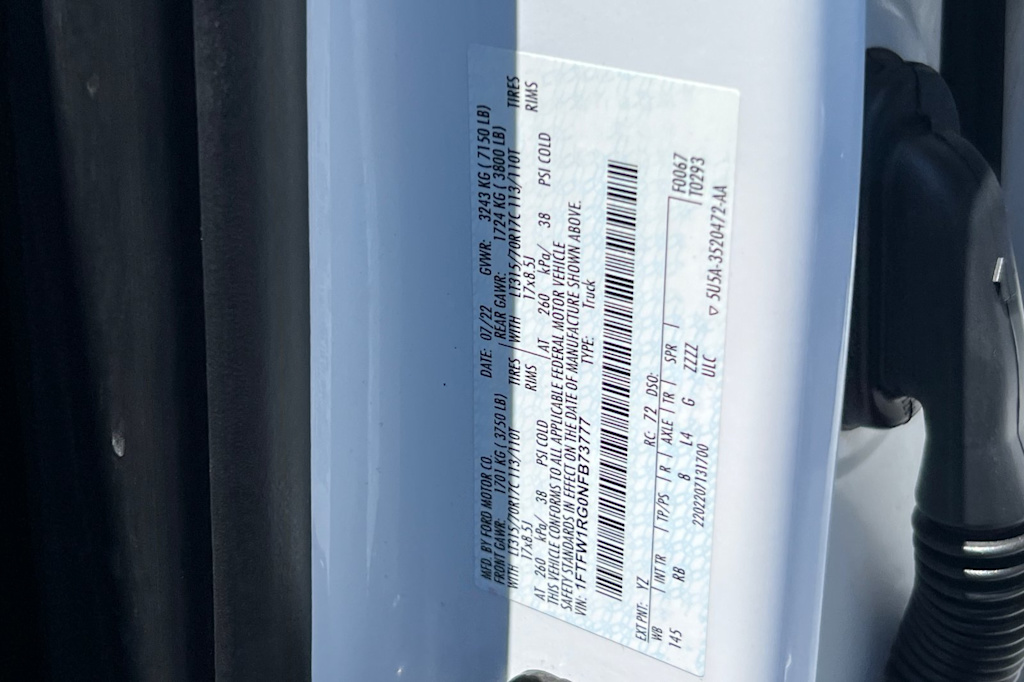 MFD. BY FORD MOTOR CO. DATE: 07/22 GVWR: 3243 KG ( 7150 LB)
FRONT GAWR: 1701 KG ( 3750 LB) REAR GAWR: 1724 KG ( 3800 LB)
WITH LT315/70R17C 113/110T TIRES WITH LT315/70R17C 113/110T TIRES
17x8.5J RIMS 17x8.5J RIMS
AT 260 kPa/ 38 PSI COLD AT 260 kPa/ 38 PSI COLD
THIS VEHICLE CONFORMS TO ALL APPLICABLE FEDERAL MOTOR VEHICLE
SAFETY STANDARDS IN EFFECT ON THE DATE OF MANUFACTURE SHOWN ABOVE.
VIN: 1FTFW1RG0NFB73777 TYPE: Truck
EXT PNT: YZ RC: 72 DSO: F0067
WB INT TR TP/PS R AXLE TR SPR T0293
145 RB 8 L4 G ZZZZ
2202207131700 ULC 5U5A-3520472-AA